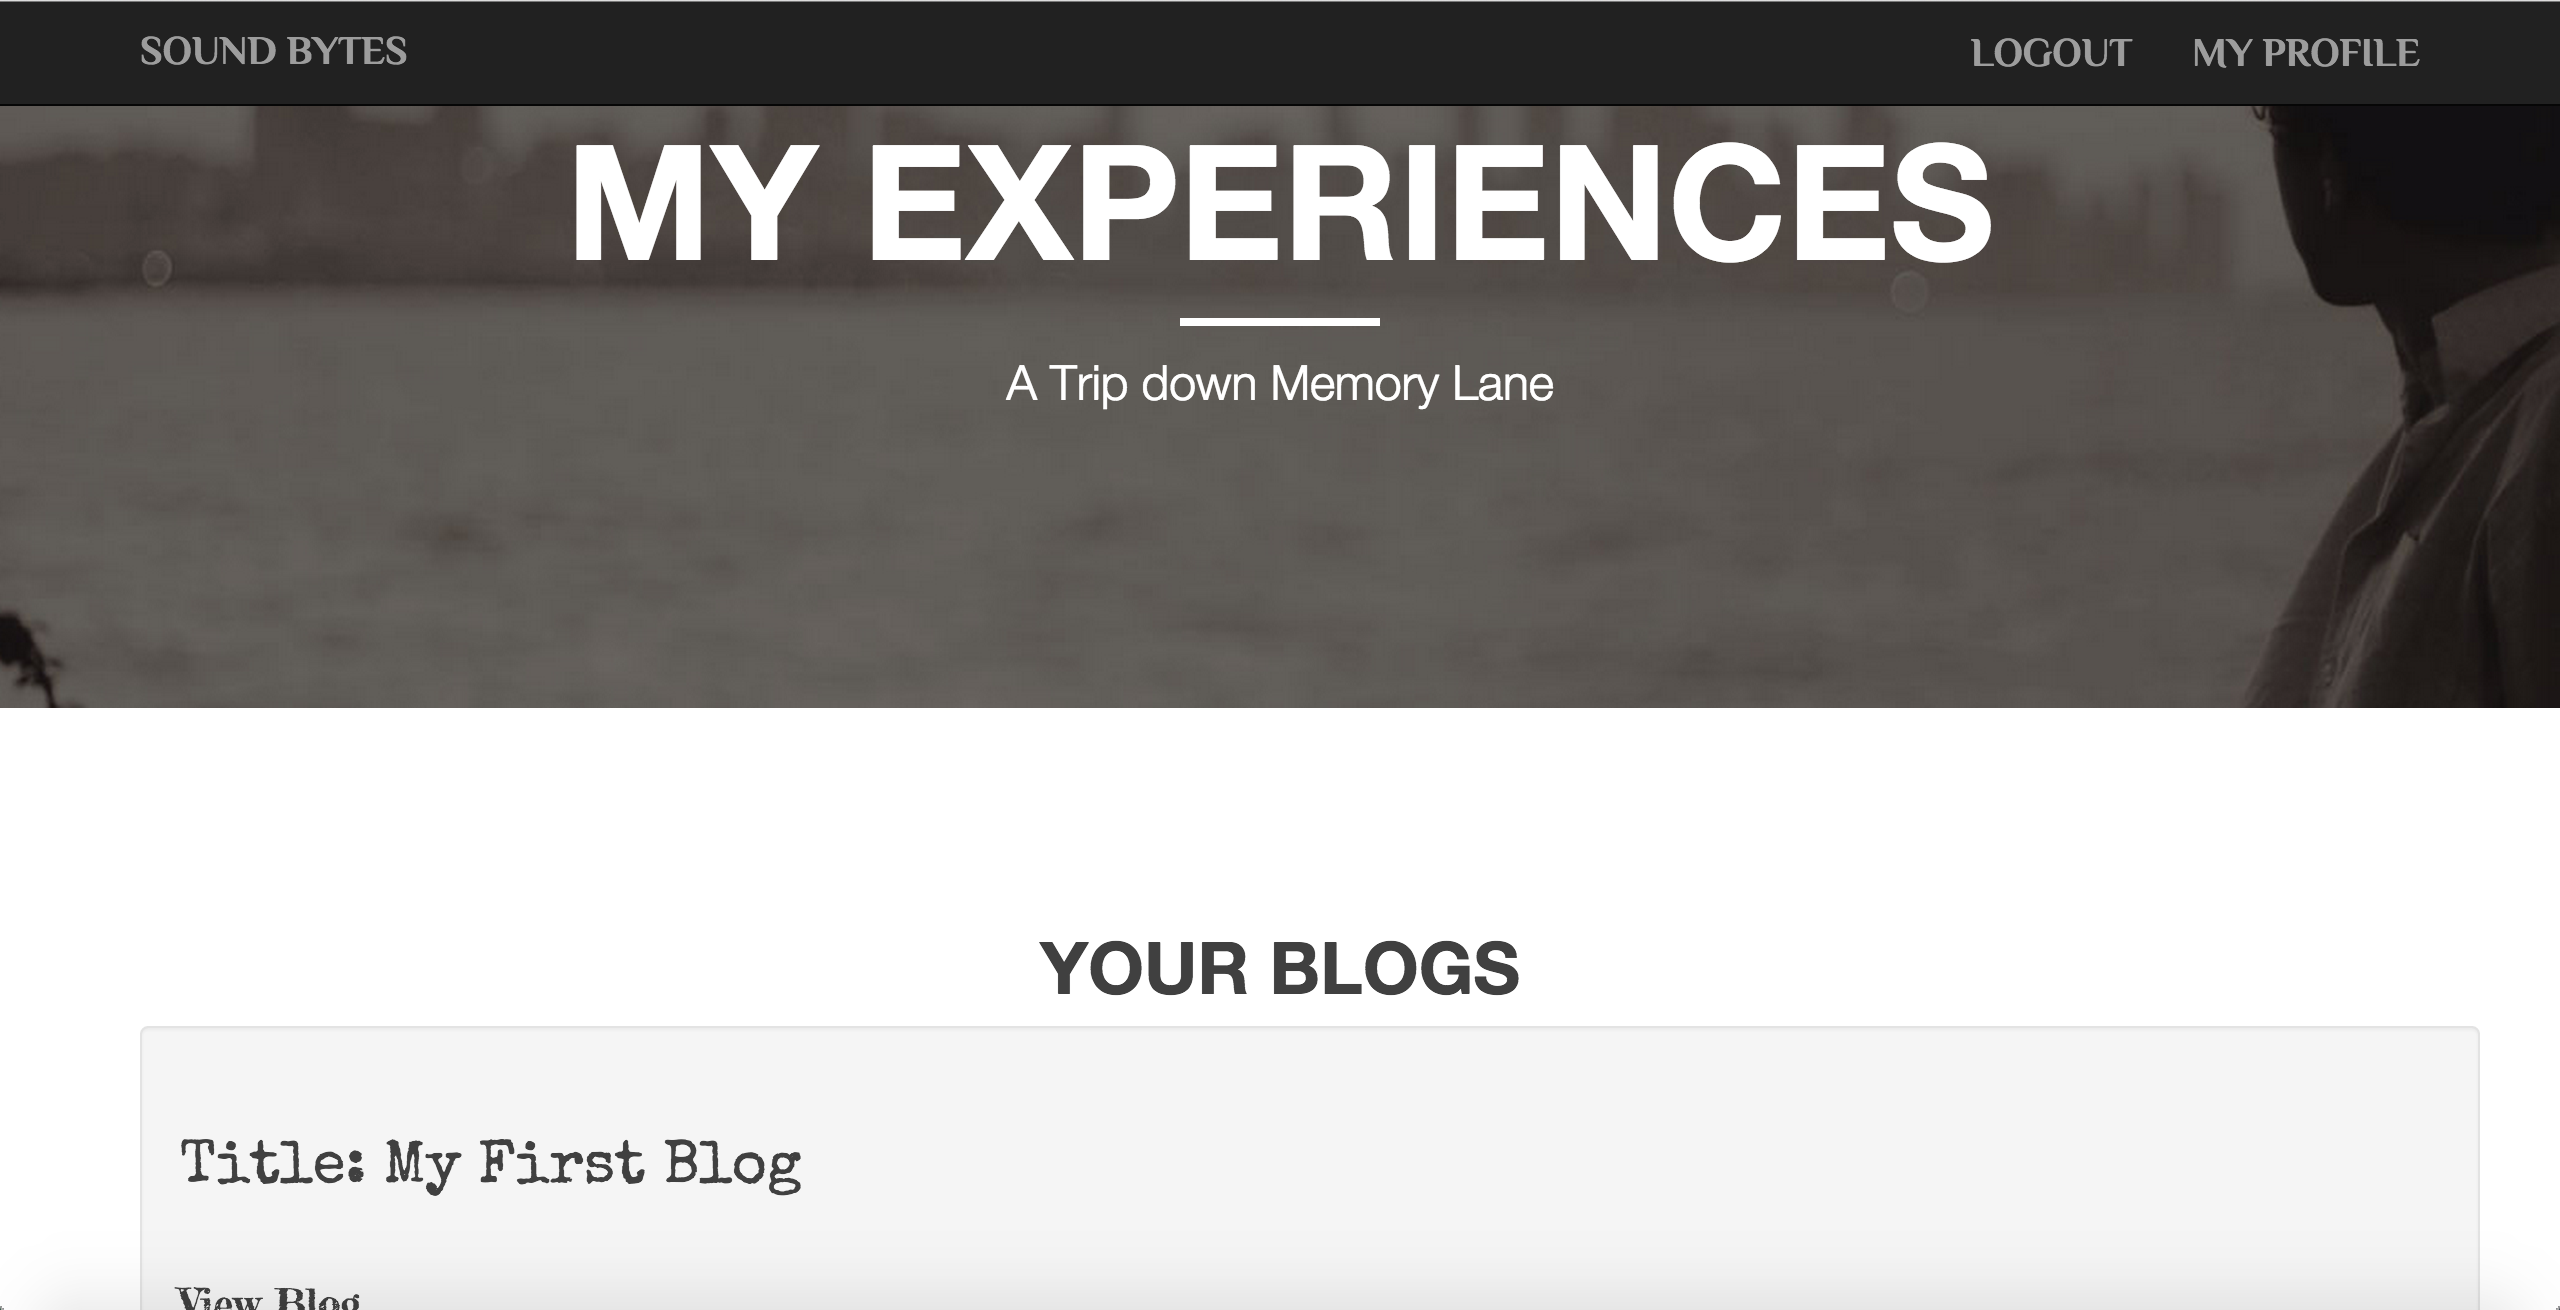 SOUND BYTES LOGOUT MY PROFILE
MY EXPERIENCES
A Trip down Memory Lane
YOUR BLOGS
Title: My First Blog
View Blog